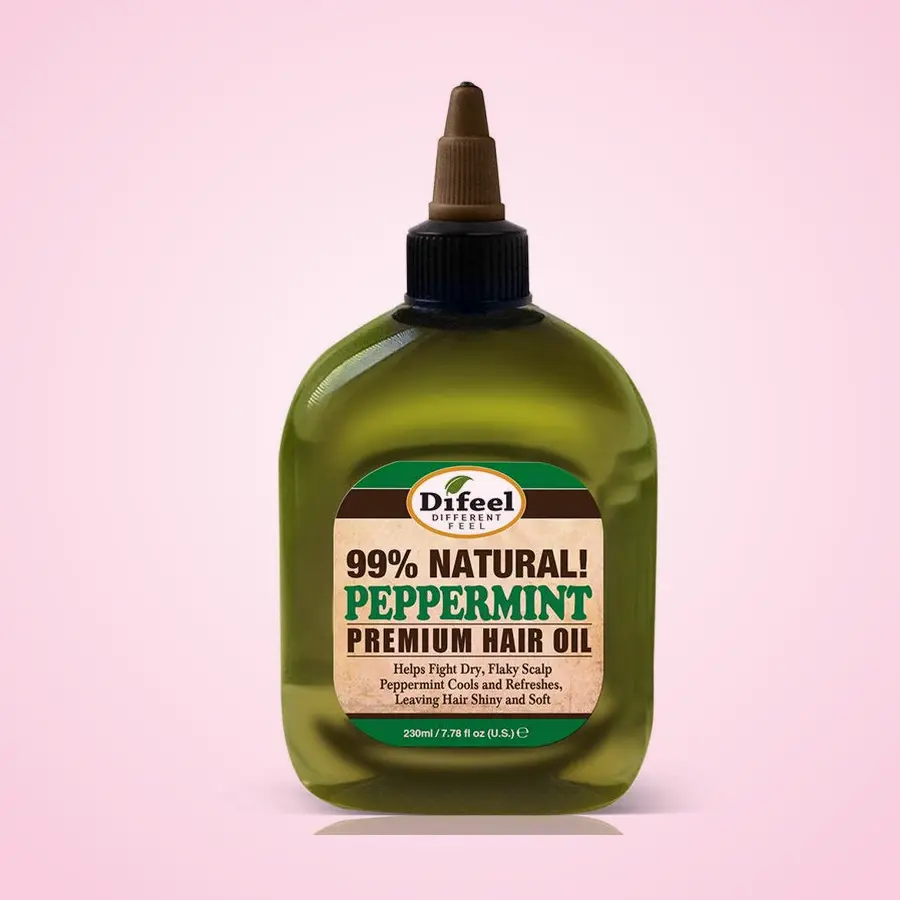 Difeel
DIFFERENT
FEEL
99% NATURAL!
PEPPERMINT
PREMIUM HAIR OIL
Helps Fight Dry, Flaky Scalp
Peppermint Cools and Refreshes,
Leaving Hair Shiny and Soft
230ml / 7.78 fl oz (U.S.) ℮